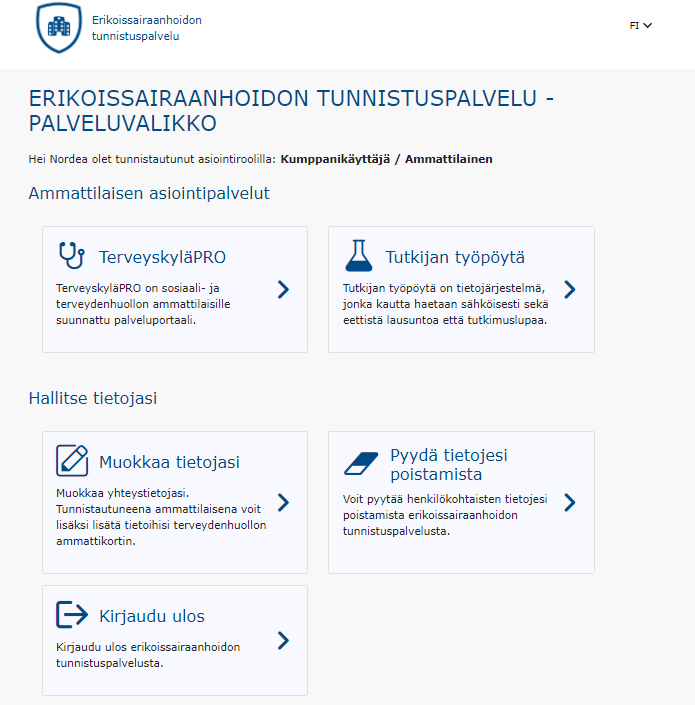 Erikoissairaanhoidon
tunnistuspalvelu
FI
ERIKOISSAIRAANHOIDON TUNNISTUSPALVELU -
PALVELUVALIKKO
Hei Nordea olet tunnistautunut asiointiroolilla: Kumppanikäyttäjä / Ammattilainen
Ammattilaisen asiointipalvelut
TerveyskyläPRO
TerveyskyläPRO on sosiaali- ja
terveydenhuollon ammattilaisille
suunnattu palveluportaali.
Tutkijan työpöytä
Tutkijan työpöytä on tietojärjestelmä,
jonka kautta haetaan sähköisesti sekä
eettistä lausuntoa että tutkimuslupaa.
Hallitse tietojasi
Muokkaa tietojasi
Muokkaa yhteystietojasi.
Tunnistautuneena ammattilaisena voit
lisäksi lisätä tietoihisi terveydenhuollon
ammattikortin.
Pyydä tietojesi
poistamista
Voit pyytää henkilökohtaisten tietojesi
poistamista erikoissairaanhoidon
tunnistuspalvelusta.
Kirjaudu ulos
Kirjaudu ulos erikoissairaanhoidon
tunnistuspalvelusta.